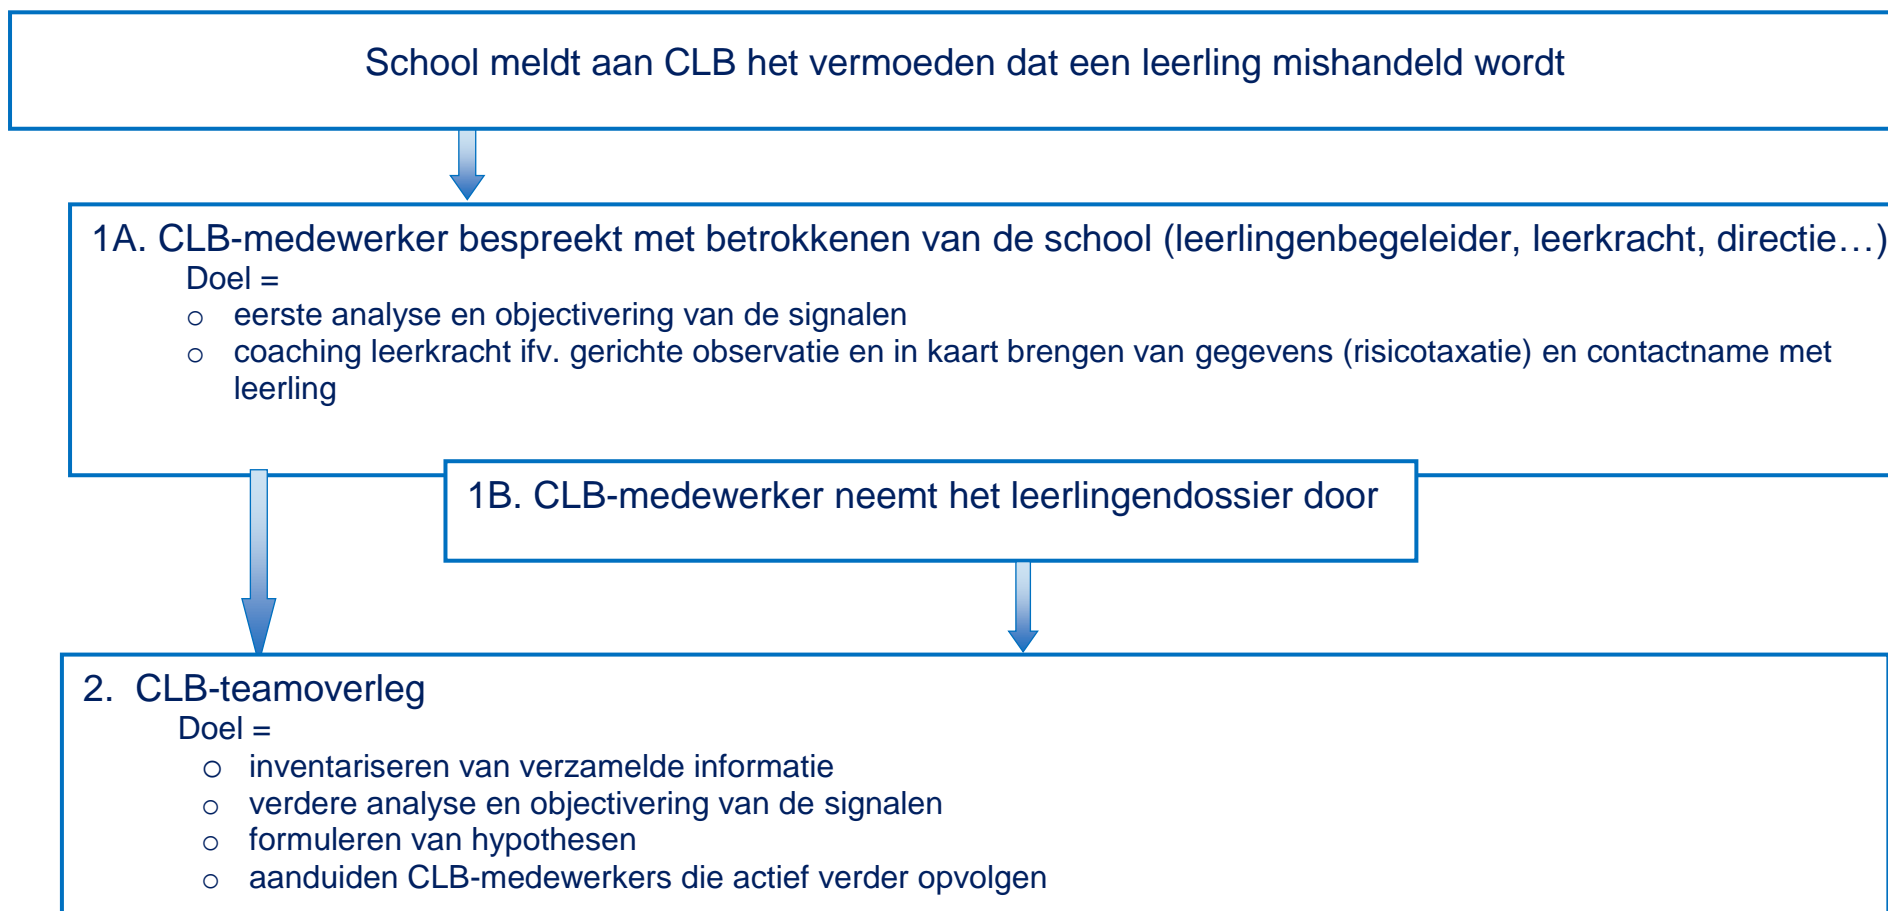 School meldt aan CLB het vermoeden dat een leerling mishandeld wordt
1A. CLB-medewerker bespreekt met betrokkenen van de school (leerlingenbegeleider, leerkracht, directie…)
Doel =
o eerste analyse en objectivering van de signalen
o coaching leerkracht ifv. gerichte observatie en in kaart brengen van gegevens (risicotaxatie) en contactname met
leerling
1B. CLB-medewerker neemt het leerlingendossier door
2. CLB-teamoverleg
Doel =
o inventariseren van verzamelde informatie
o verdere analyse en objectivering van de signalen
o formuleren van hypothesen
o aanduiden CLB-medewerkers die actief verder opvolgen